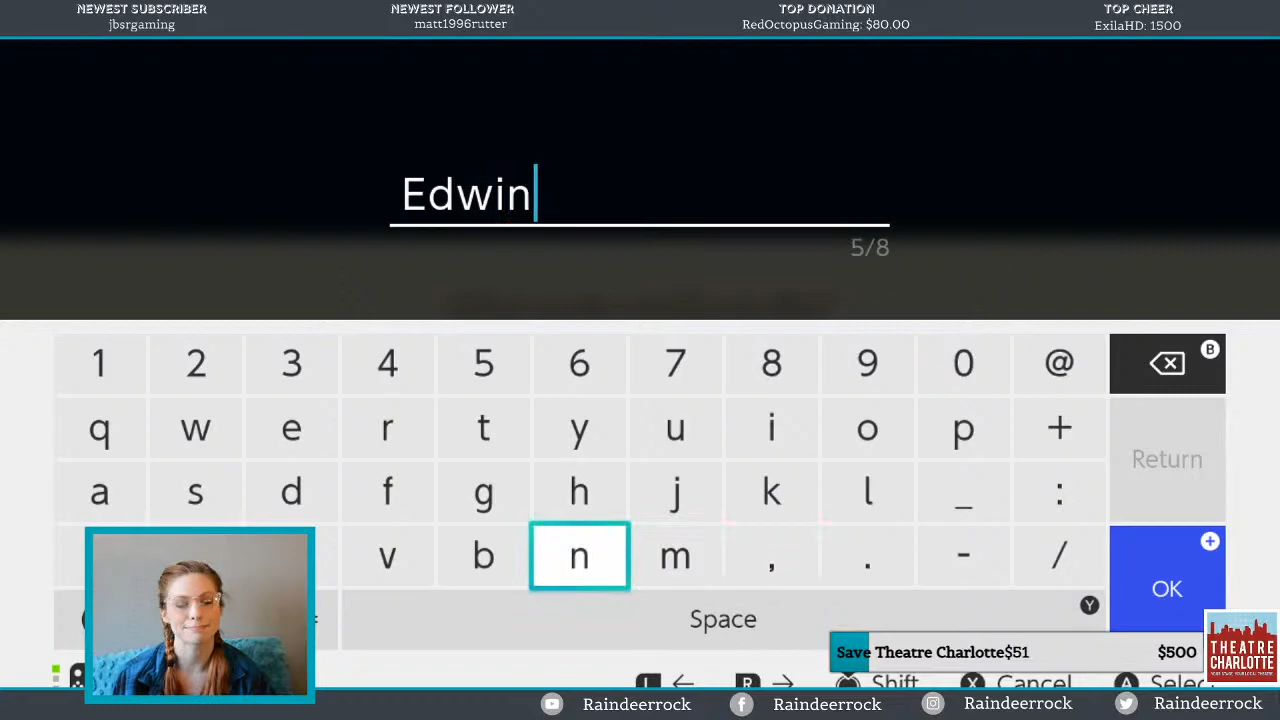 NEWEST SUBSCRIBER
jbsrgaming
NEWEST FOLLOWER
matt1996rutter
TOP DONATION
RedOctopusGaming: $80.00
TOP CHEER
ExilaHD: 1500
Edwin
5/8
1 2 3 4 5 6 7 8 9 0 @ B
q w e r t y u i o p + Return
a s d f g h j k l _ :
v b n m , . - / + OK
Space Y
Save Theatre Charlotte$51 $500
THEATRE
CHARLOTTE
L ← R → Shift X Cancel A Select
Raindeerrock Raindeerrock Raindeerrock Raindeerrock